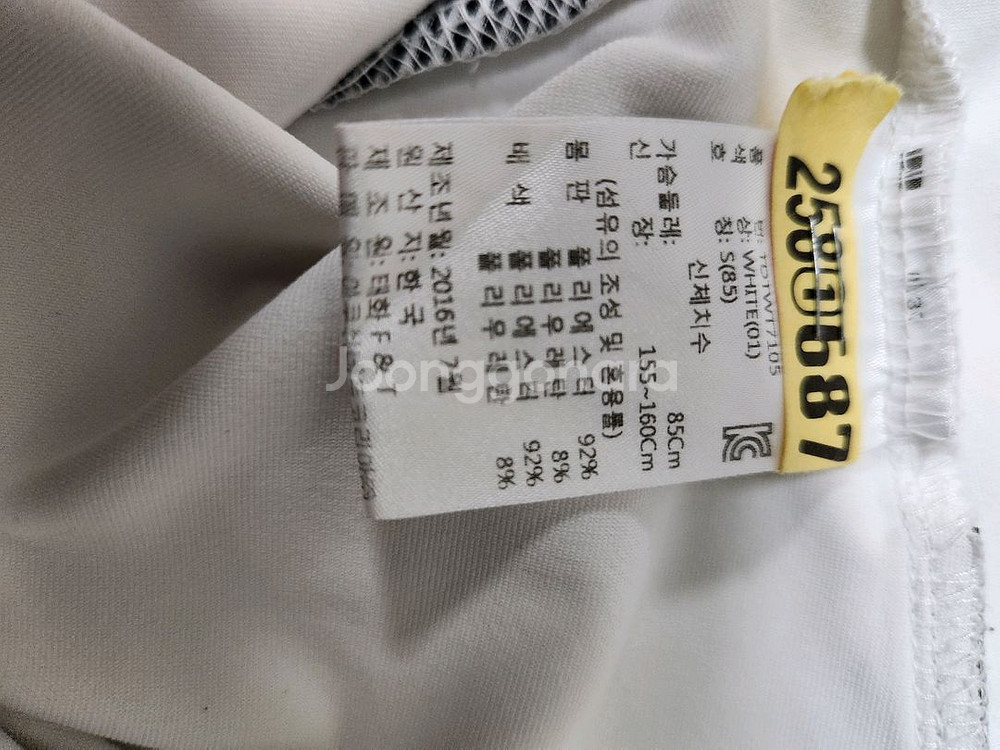 2581687
품 번: TDTWT7105
색 상: WHITE(01)
호 칭: S(85)
신체치수
가슴둘레: 85Cm
신 장: 155~160Cm
(섬유의 조성 및 혼용률)
몸 판 폴리에스터 92%
폴리우레탄 8%
배 색 폴리에스터 92%
폴리우레탄 8%
제조년월: 2016년 7월
원 산 지: 한국
제 조 원: 태환 F&T
Joonggonara